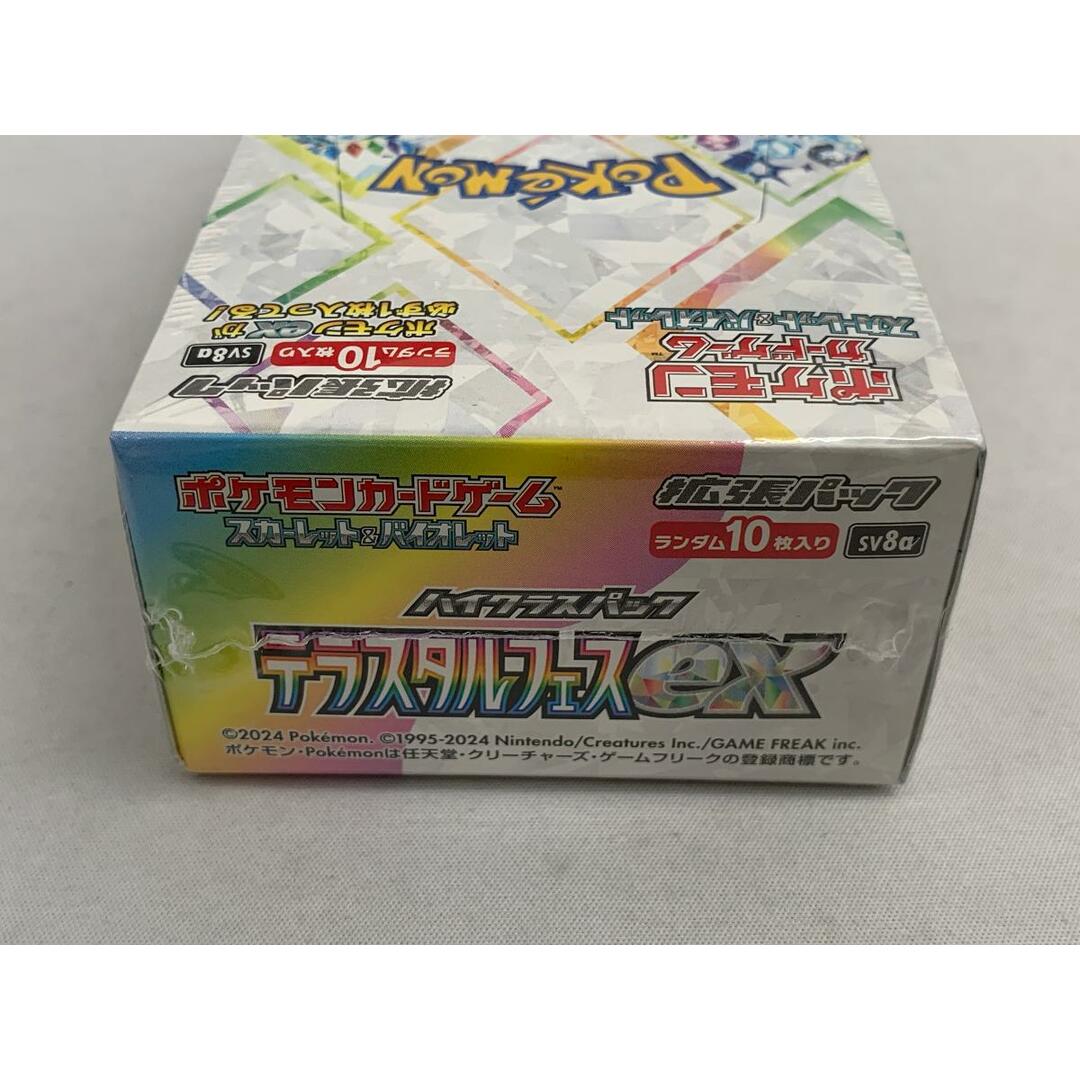 POKéMON
ポケモン
カードゲーム™
スカーレット&バイオレット
拡張パック
ランダム10枚入り SV8a
ポケモンexが
必ず1枚入ってる!
ポケモンカードゲーム™
スカーレット&バイオレット
拡張パック
ランダム10枚入り SV8a
ハイクラスパック
テラスタルフェスex
©2024 Pokémon. ©1995-2024 Nintendo/Creatures Inc./GAME FREAK inc.
ポケモン・Pokémonは任天堂・クリーチャーズ・ゲームフリークの登録商標です。